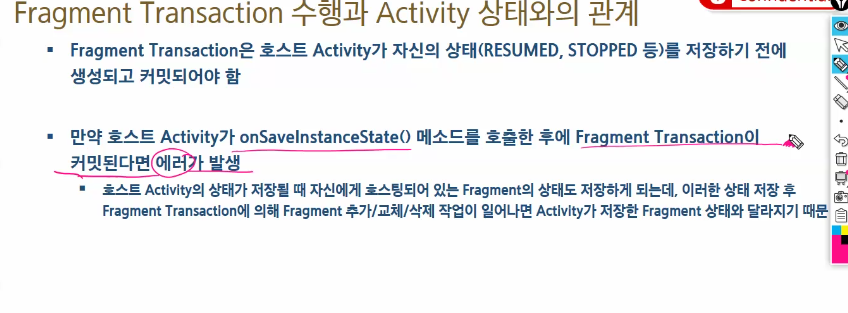 Fragment Transaction 수행과 Activity 상태와의 관계
Fragment Transaction은 호스트 Activity가 자신의 상태(RESUMED, STOPPED 등)를 저장하기 전에
생성되고 커밋되어야 함
만약 호스트 Activity가 onSaveInstanceState() 메소드를 호출한 후에 Fragment Transaction이
커밋된다면 에러가 발생
호스트 Activity의 상태가 저장될 때 자신에게 호스팅되어 있는 Fragment의 상태도 저장하게 되는데, 이러한 상태 저장 후
Fragment Transaction에 의해 Fragment 추가/교체/삭제 작업이 일어나면 Activity가 저장한 Fragment 상태와 달라지기 때문